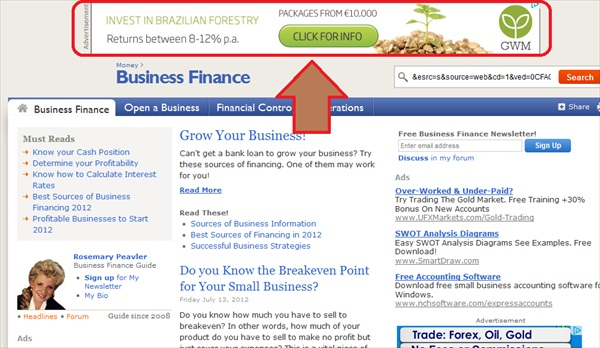 Advertisement
INVEST IN BRAZILIAN FORESTRY
PACKAGES FROM €10,000
Returns between 8-12% p.a.
CLICK FOR INFO
GWM
Money >
Business Finance
&esrc=s&source=web&cd=1&ved=0CFAC
Search
Business Finance
Open a Business
Financial Contro
erations
Share
Must Reads
Know your Cash Position
Determine your Profitability
Know how to Calculate Interest
Rates
Best Sources of Business
Financing 2012
Profitable Businesses to Start
2012
Rosemary Peavler
Business Finance Guide
Sign up for My
Newsletter
My Bio
Headlines • Forum
Guide since 2008
Ads
Grow Your Business!
Can't get a bank loan to grow your business? Try
these sources of financing. One of them may work
for you!
Read More
Read These!
Sources of Business Information
Best Sources of Financing in 2012
Successful Business Strategies
Do you Know the Breakeven Point
for Your Small Business?
Friday July 13, 2012
Do you know how much you have to sell to
breakeven? In other words, how much of your
product do you have to sell to make no profit but
just cover your expenses? This is a vital piece of
Free Business Finance Newsletter!
Enter email address
Sign Up
Discuss in my forum
Ads
Over-Worked & Under-Paid?
Try Trading The Gold Market. Free Training +30%
Bonus On New Accounts
www.UFXMarkets.com/Gold-Trading
SWOT Analysis Diagrams
Easy SWOT Analysis Diagrams See Examples. Free
Download!
www.SmartDraw.com
Free Accounting Software
Download free small business accounting software fo
Windows.
www.nchsoftware.com/expressaccounts
Advertisement
Trade: Forex, Oil, Gold
No Fees or Commissions